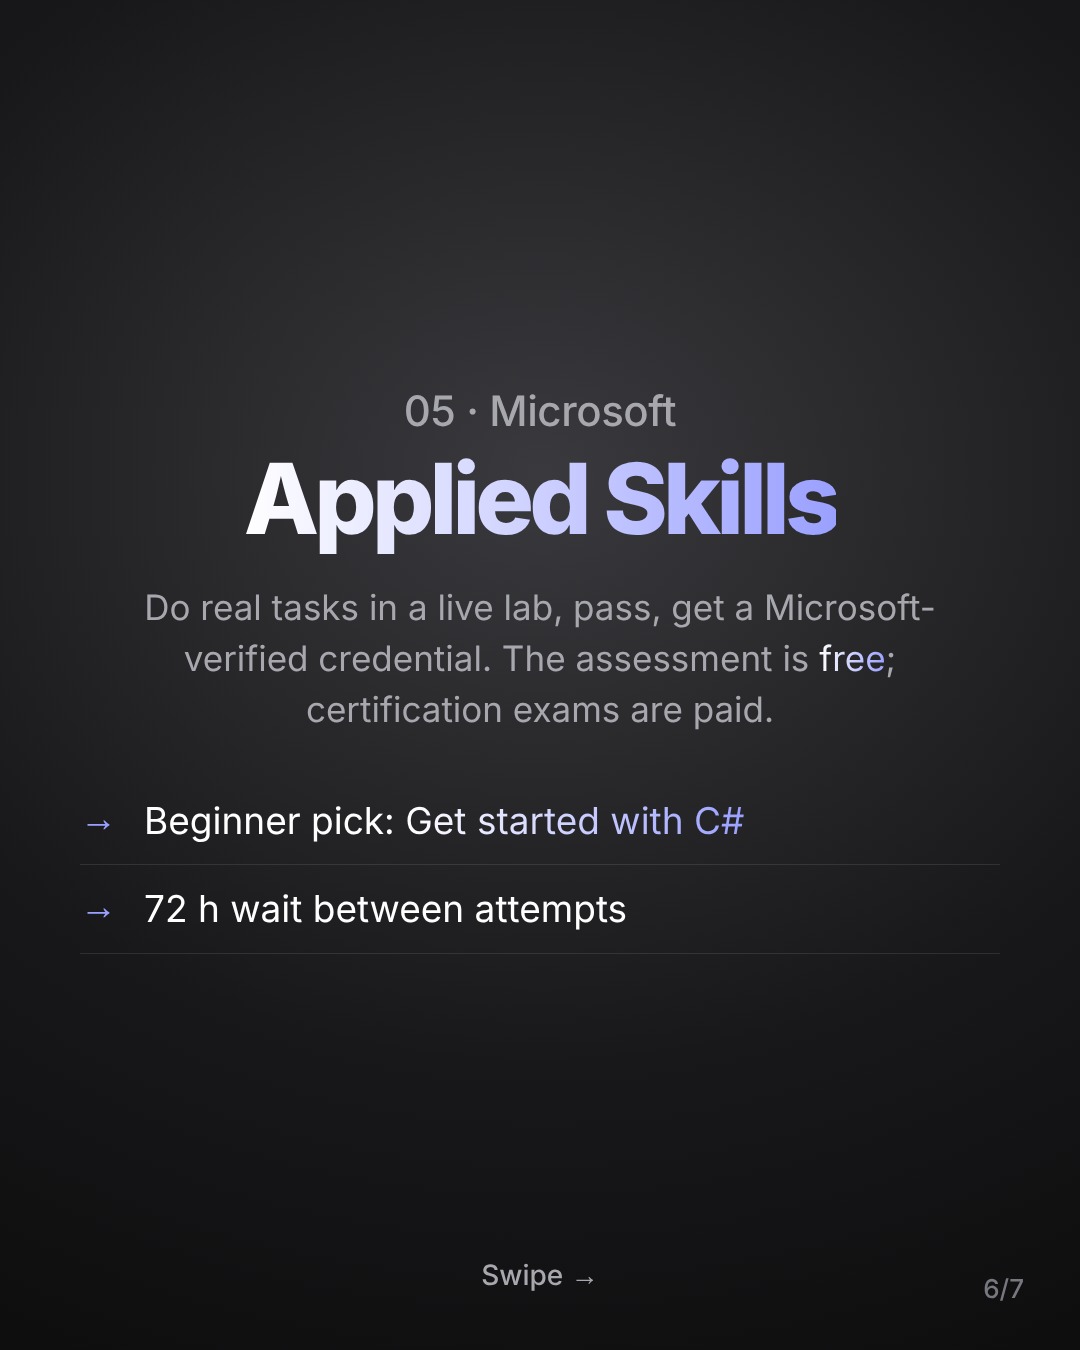 05 · Microsoft
Applied Skills
Do real tasks in a live lab, pass, get a Microsoft-
verified credential. The assessment is free;
certification exams are paid.
→ Beginner pick: Get started with C#
→ 72 h wait between attempts
Swipe →
6/7